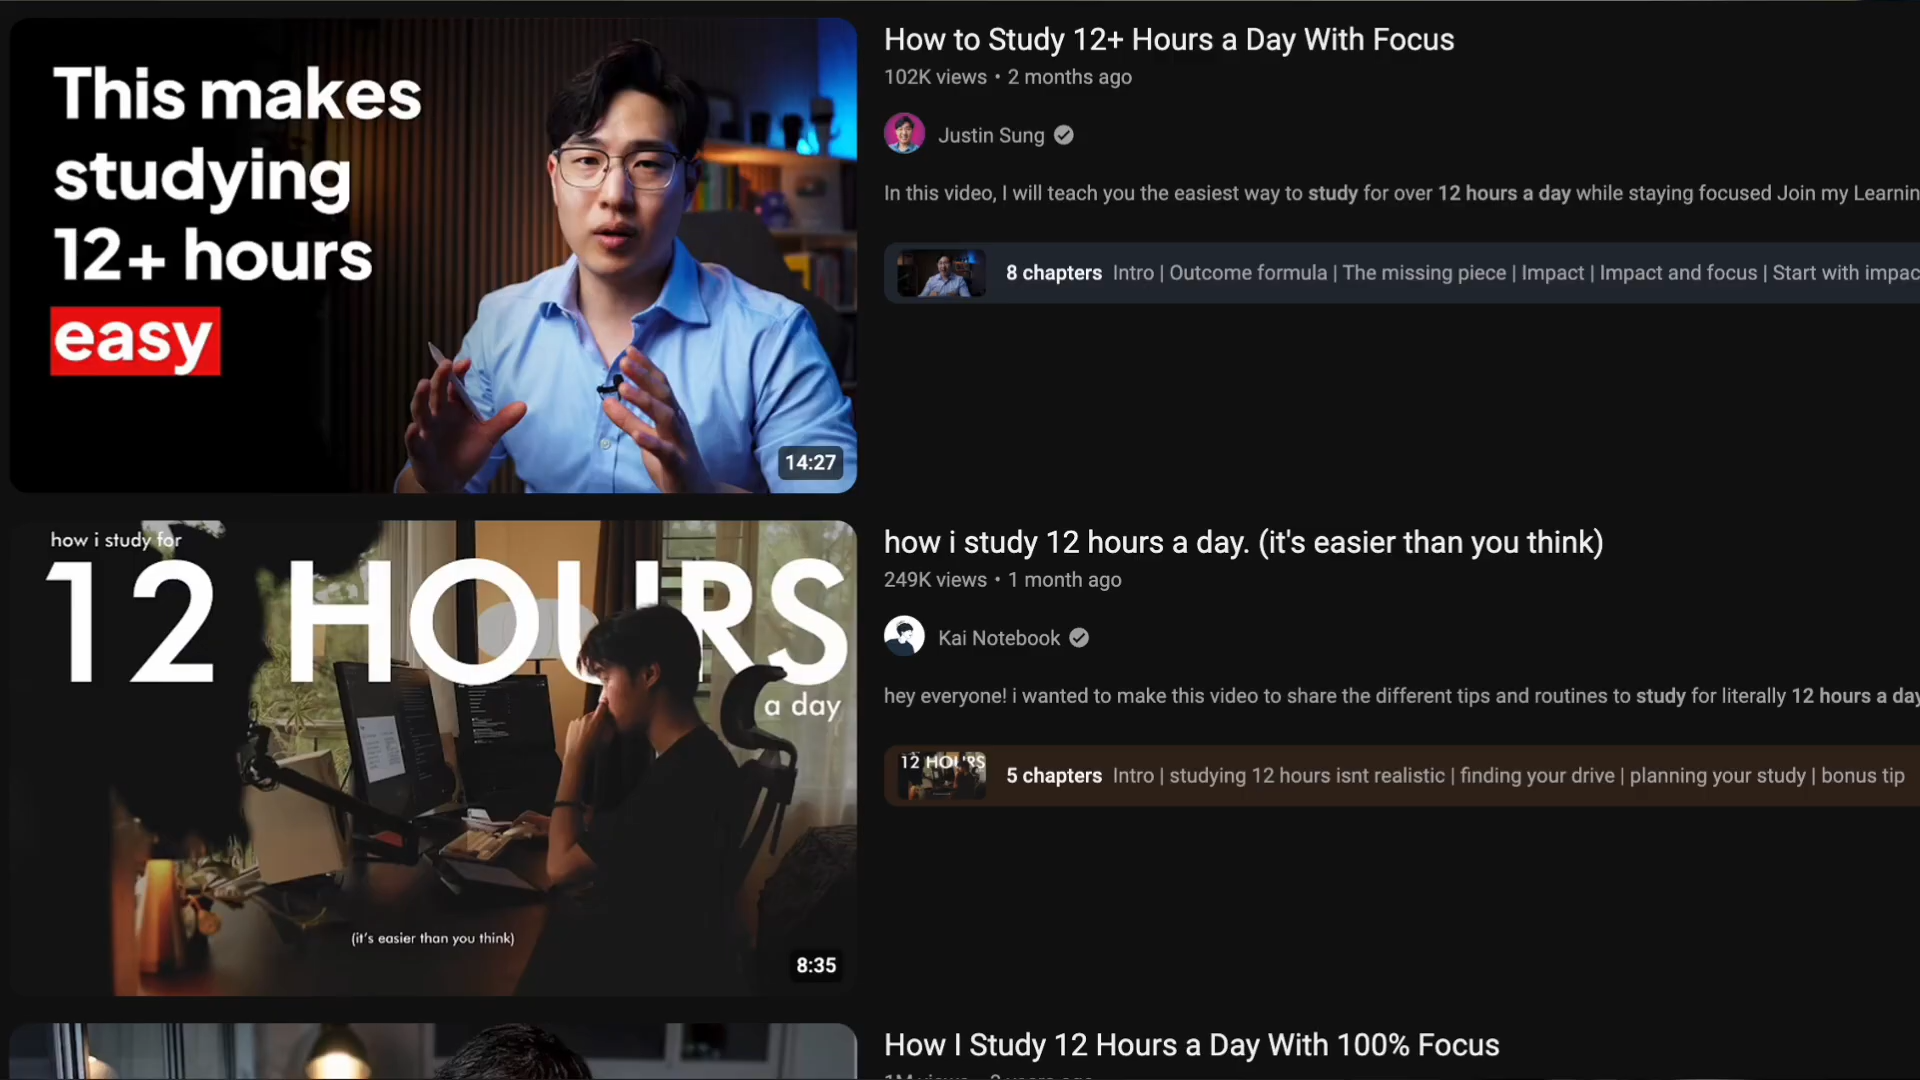 This makes
studying
12+ hours
easy
14:27
How to Study 12+ Hours a Day With Focus
102K views • 2 months ago
Justin Sung
In this video, I will teach you the easiest way to study for over 12 hours a day while staying focused Join my Learnin
8 chapters Intro | Outcome formula | The missing piece | Impact | Impact and focus | Start with impac
how i study for
12 HOURS
a day
(it's easier than you think)
8:35
how i study 12 hours a day. (it's easier than you think)
249K views • 1 month ago
Kai Notebook
hey everyone! i wanted to make this video to share the different tips and routines to study for literally 12 hours a day
12 HOURS
5 chapters Intro | studying 12 hours isnt realistic | finding your drive | planning your study | bonus tip
How I Study 12 Hours a Day With 100% Focus